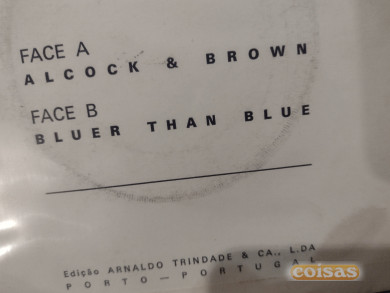 FACE A
ALCOCK & BROWN
FACE B
BLUER THAN BLUE
Edição ARNALDO TRINDADE & CA., L.DA
PORTO — PORTUGAL
coisas